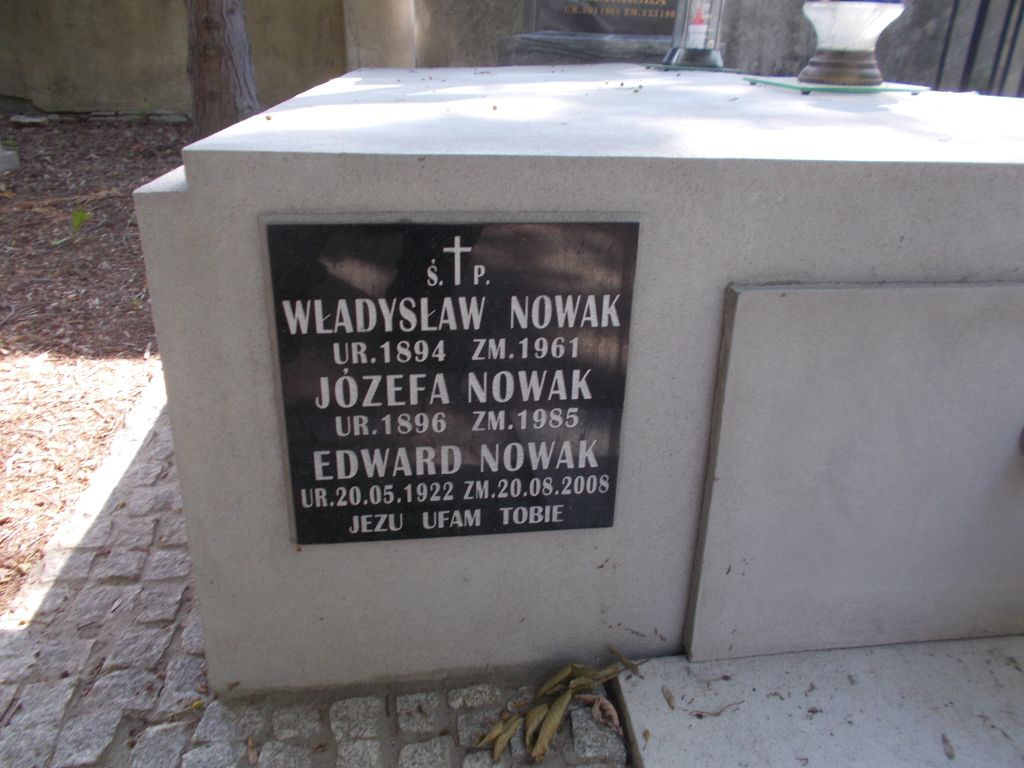 Ś. P.
WŁADYSŁAW NOWAK
UR.1894 ZM.1961
JÓZEFA NOWAK
UR.1896 ZM.1985
EDWARD NOWAK
UR.20.05.1922 ZM.20.08.2008
JEZU UFAM TOBIE